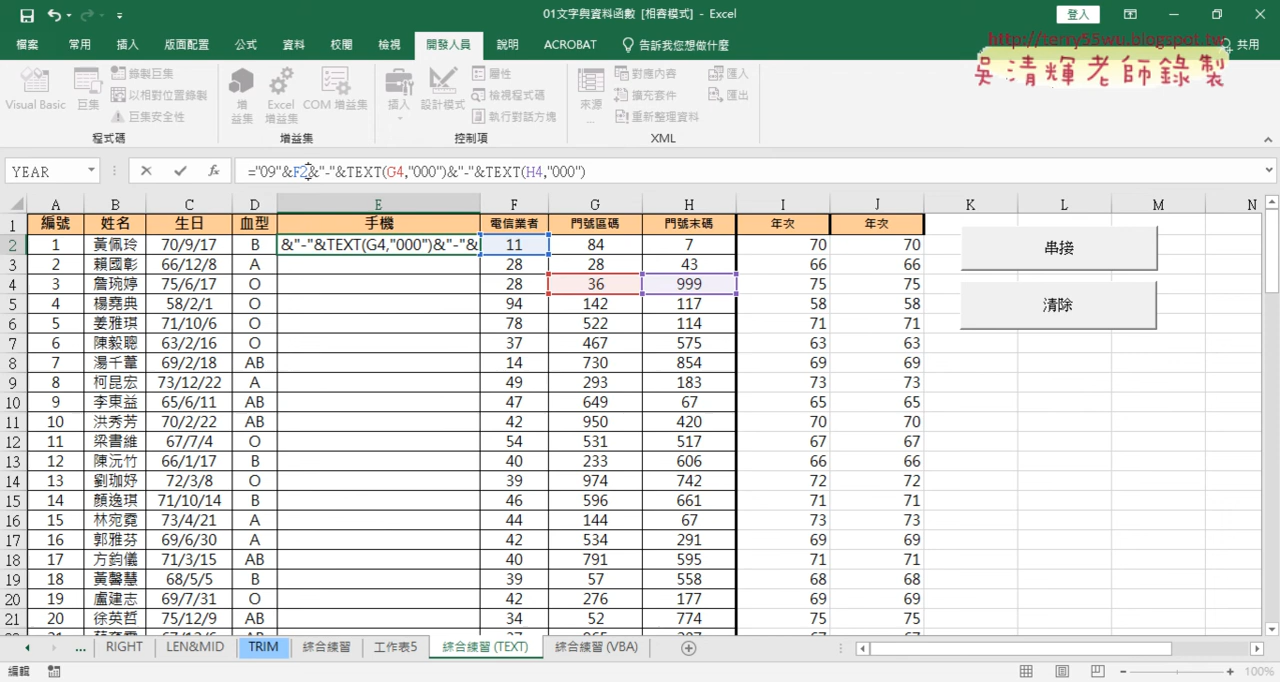 01文字與資料函數 [相容模式] - Excel
登入
檔案 常用 插入 版面配置 公式 資料 校閱 檢視 開發人員 說明 ACROBAT 告訴我您想什麼
http://terry55wu.blogspot.tw
共用
吳清輝老師錄製
Visual Basic 巨集 錄製巨集 以相對位置錄製 巨集安全性
增益集 Excel 增益集 COM 增益集
插入 設計模式 屬性 檢視程式碼 執行對話方塊
來源 對應內容 擴充套件 重新整理資料 匯入 匯出
程式碼 增益集 控制項 XML
YEAR fx ="09"&F2&"-"&TEXT(G4,"000")&"-"&TEXT(H4,"000")
A B C D E F G H I J K L M N
1 編號 姓名 生日 血型 手機 電信業者 門號區碼 門號末碼 年次 年次
2 1 黃佩玲 70/9/17 B &"-"&TEXT(G4,"000")&"-"& 11 84 7 70 70
3 2 賴國彰 66/12/8 A 28 28 43 66 66
4 3 詹琬婷 75/6/17 O 28 36 999 75 75
5 4 楊堯典 58/2/1 O 94 142 117 58 58
6 5 姜雅琪 71/10/6 O 78 522 114 71 71
7 6 陳毅聰 63/2/16 O 37 467 575 63 63
8 7 湯千葦 69/2/18 AB 14 730 854 69 69
9 8 柯昆宏 73/12/22 A 49 293 183 73 73
10 9 李東益 65/6/11 AB 47 649 67 65 65
11 10 洪秀芳 70/2/22 AB 42 950 420 70 70
12 11 梁書維 67/7/4 O 54 531 517 67 67
13 12 陳沅竹 66/1/17 B 40 233 606 66 66
14 13 劉珈妤 72/3/8 O 39 974 742 72 72
15 14 顏逸琪 71/10/14 B 46 596 661 71 71
16 15 林宛霓 73/4/21 A 44 144 67 73 73
17 16 郭雅芬 69/6/30 A 42 534 291 69 69
18 17 方鈞儀 71/3/15 AB 40 791 595 71 71
19 18 黃馨慧 68/5/5 B 39 57 558 68 68
20 19 盧建志 69/7/31 O 42 276 177 69 69
21 20 徐英哲 75/12/9 AB 34 52 774 75 75
串接
清除
... RIGHT LEN&MID TRIM 綜合練習 工作表5 綜合練習 (TEXT) 綜合練習 (VBA)
編輯 100%